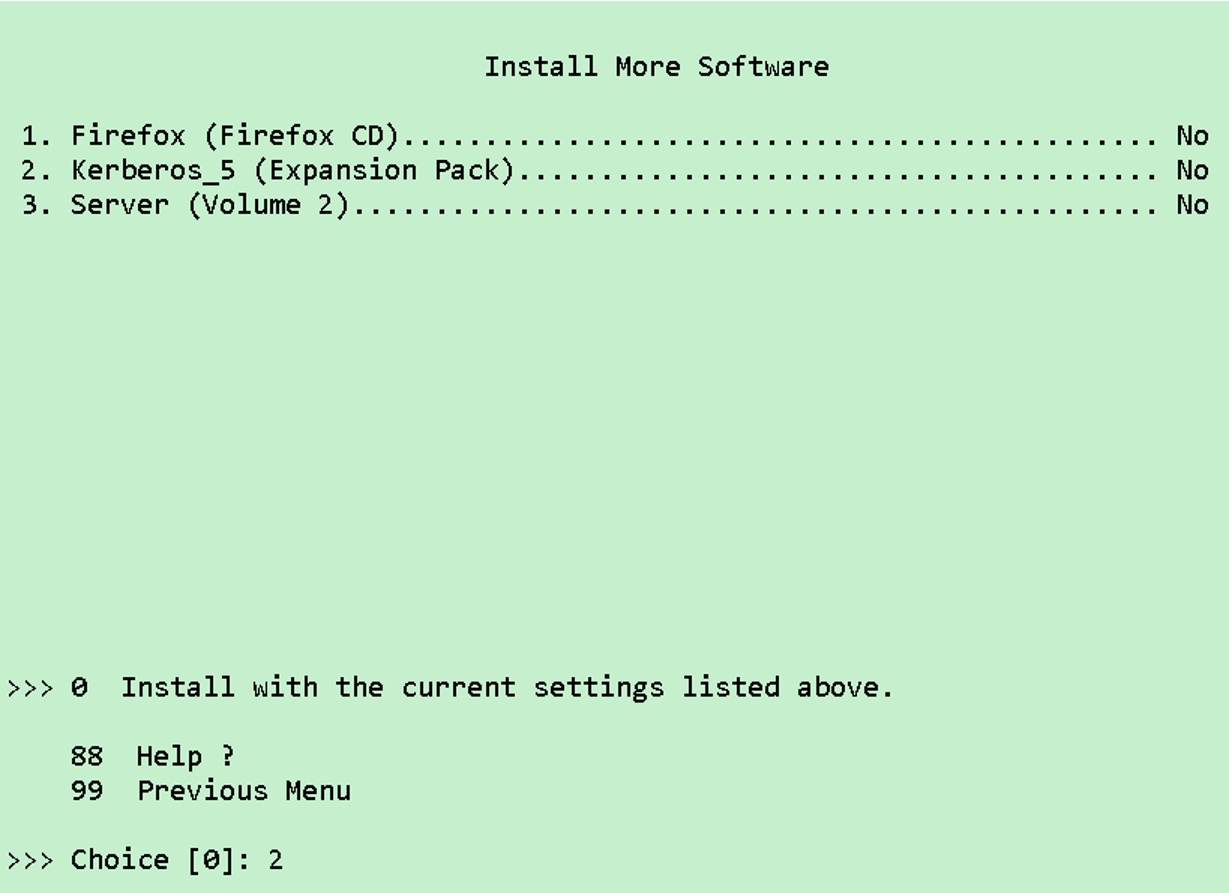 Install More Software
1. Firefox (Firefox CD).............................................. No
2. Kerberos_5 (Expansion Pack)....................................... No
3. Server (Volume 2)................................................. No
>>> 0  Install with the current settings listed above.
88  Help ?
99  Previous Menu
>>> Choice [0]: 2